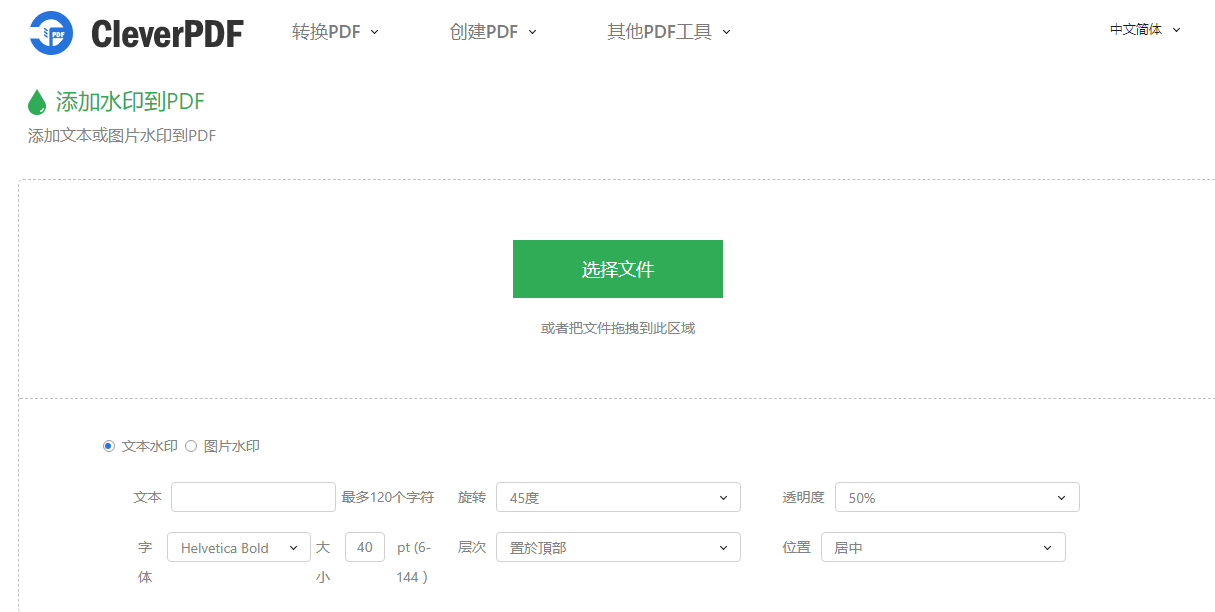 CleverPDF 转换PDF 创建PDF 其他PDF工具 中文简体
添加水印到PDF
添加文本或图片水印到PDF
选择文件
或者把文件拖拽到此区域
文本水印 图片水印
文本 最多120个字符 旋转 45度 透明度 50%
字体 Helvetica Bold 大小 40 pt (6-144 ) 层次 置於頂部 位置 居中